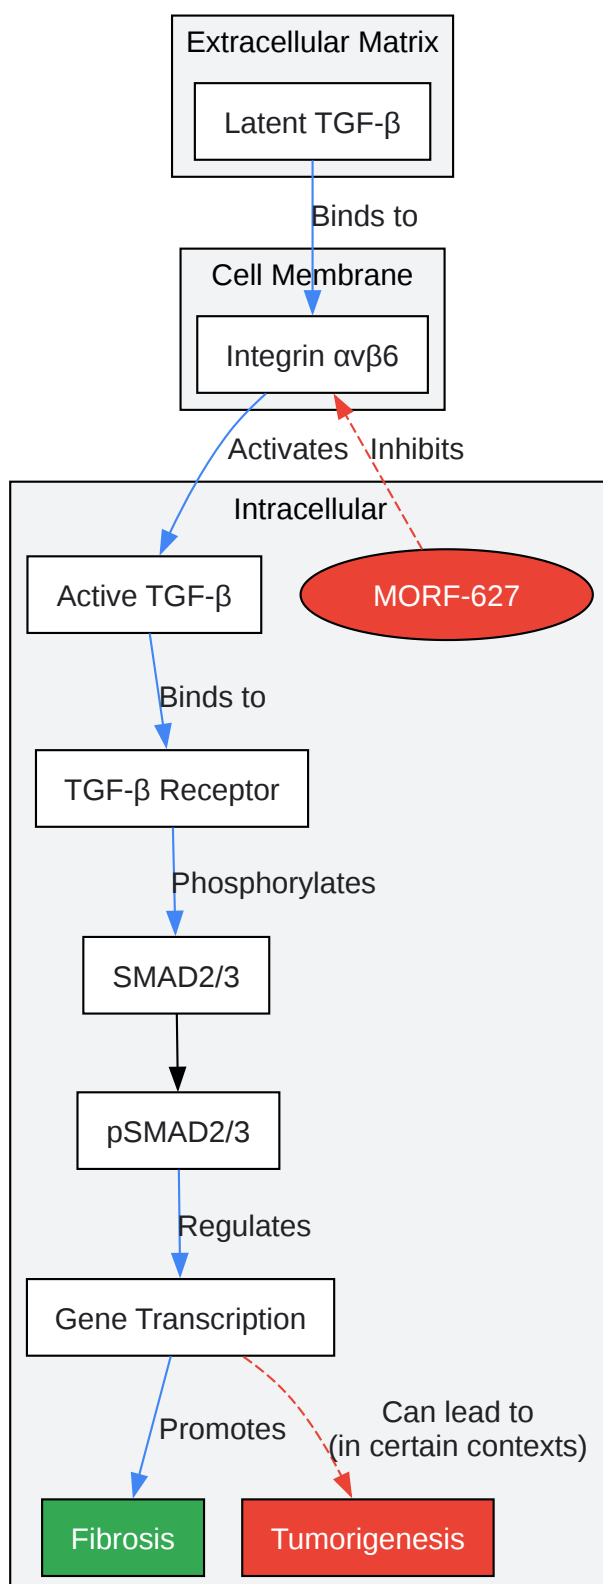 Extracellular Matrix
Latent TGF-β
Binds to
Cell Membrane
Integrin αvβ6
Activates
Inhibits
Intracellular
Active TGF-β
MORF-627
Binds to
TGF-β Receptor
Phosphorylates
SMAD2/3
pSMAD2/3
Regulates
Gene Transcription
Promotes
Can lead to
(in certain contexts)
Fibrosis
Tumorigenesis